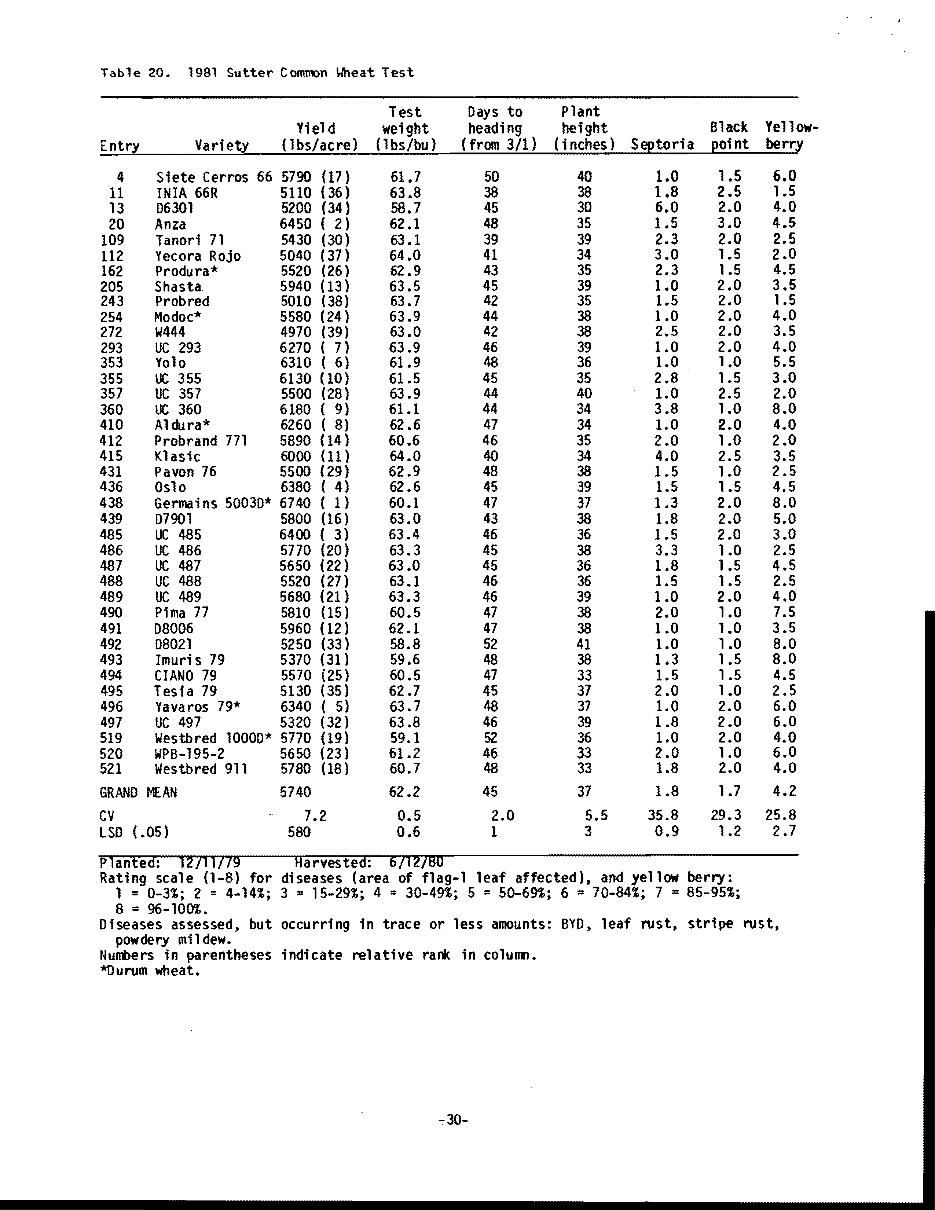 Table 20. 1981 Sutter Common Wheat Test
Test Days to Plant
Yield weight heading height Black Yellow-
Entry Variety (lbs/acre) (lbs/bu) (from 3/1) (inches) Septoria point berry
4 Siete Cerros 66 5790 (17) 61.7 50 40 1.0 1.5 6.0
11 INIA 66R 5110 (36) 63.8 38 38 1.8 2.5 1.5
13 D6301 5200 (34) 58.7 45 30 6.0 2.0 4.0
20 Anza 6450 ( 2) 62.1 48 35 1.5 3.0 4.5
109 Tanori 71 5430 (30) 63.1 39 39 2.3 2.0 2.5
112 Yecora Rojo 5040 (37) 64.0 41 34 3.0 1.5 2.0
162 Produra* 5520 (26) 62.9 43 35 2.3 1.5 4.5
205 Shasta 5940 (13) 63.5 45 39 1.0 2.0 3.5
243 Probred 5010 (38) 63.7 42 35 1.5 2.0 1.5
254 Modoc* 5580 (24) 63.9 44 38 1.0 2.0 4.0
272 W444 4970 (39) 63.0 42 38 2.5 2.0 3.5
293 UC 293 6270 ( 7) 63.9 46 39 1.0 2.0 4.0
353 Yolo 6310 ( 6) 61.9 48 36 1.0 1.0 5.5
355 UC 355 6130 (10) 61.5 45 35 2.8 1.5 3.0
357 UC 357 5500 (28) 63.9 44 40 1.0 2.5 2.0
360 UC 360 6180 ( 9) 61.1 44 34 3.8 1.0 8.0
410 Aldura* 6260 ( 8) 62.6 47 34 1.0 2.0 4.0
412 Probrand 771 5890 (14) 60.6 46 35 2.0 1.0 2.0
415 Klasic 6000 (11) 64.0 40 34 4.0 2.5 3.5
431 Pavon 76 5500 (29) 62.9 48 38 1.5 1.0 2.5
436 Oslo 6380 ( 4) 62.6 45 39 1.5 1.5 4.5
438 Germains 5003D* 6740 ( 1) 60.1 47 37 1.3 2.0 8.0
439 D7901 5800 (16) 63.0 43 38 1.8 2.0 5.0
485 UC 485 6400 ( 3) 63.4 46 36 1.5 2.0 3.0
486 UC 486 5770 (20) 63.3 45 38 3.3 1.0 2.5
487 UC 487 5650 (22) 63.0 45 36 1.8 1.5 4.5
488 UC 488 5520 (27) 63.1 46 36 1.5 1.5 2.5
489 UC 489 5680 (21) 63.3 46 39 1.0 2.0 4.0
490 Pima 77 5810 (15) 60.5 47 38 2.0 1.0 7.5
491 D8006 5960 (12) 62.1 47 38 1.0 1.0 3.5
492 D8021 5250 (33) 58.8 52 41 1.0 1.0 8.0
493 Imuris 79 5370 (31) 59.6 48 38 1.3 1.5 8.0
494 CIANO 79 5570 (25) 60.5 47 33 1.5 1.5 4.5
495 Tesia 79 5130 (35) 62.7 45 37 2.0 1.0 2.5
496 Yavaros 79* 6340 ( 5) 63.7 48 37 1.0 2.0 6.0
497 UC 497 5320 (32) 63.8 46 39 1.8 2.0 6.0
519 Westbred 1000D* 5770 (19) 59.1 52 36 1.0 2.0 4.0
520 WPB-195-2 5650 (23) 61.2 46 33 2.0 1.0 6.0
521 Westbred 911 5780 (18) 60.7 48 33 1.8 2.0 4.0
GRAND MEAN 5740 62.2 45 37 1.8 1.7 4.2
CV 7.2 0.5 2.0 5.5 35.8 29.3 25.8
LSD (.05) 580 0.6 1 3 0.9 1.2 2.7
Planted: 12/11/79 Harvested: 6/12/80
Rating scale (1-8) for diseases (area of flag-1 leaf affected), and yellow berry:
1 = 0-3%; 2 = 4-14%; 3 = 15-29%; 4 = 30-49%; 5 = 50-69%; 6 = 70-84%; 7 = 85-95%;
8 = 96-100%.
Diseases assessed, but occurring in trace or less amounts: BYD, leaf rust, stripe rust,
powdery mildew.
Numbers in parentheses indicate relative rank in column.
*Durum wheat.
-30-